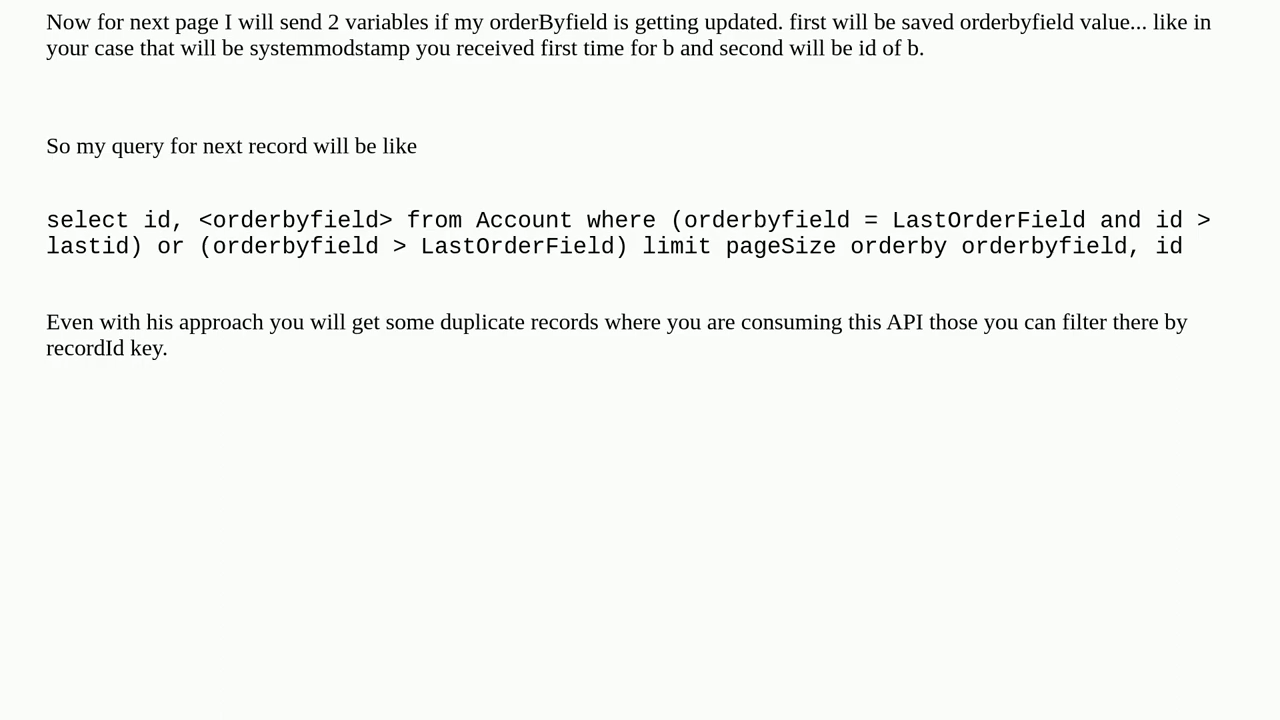 Now for next page I will send 2 variables if my orderByfield is getting updated. first will be saved orderbyfield value... like in
your case that will be systemmodstamp you received first time for b and second will be id of b.
So my query for next record will be like
select id, <orderbyfield> from Account where (orderbyfield = LastOrderField and id >
lastid) or (orderbyfield > LastOrderField) limit pageSize orderby orderbyfield, id
Even with his approach you will get some duplicate records where you are consuming this API those you can filter there by
recordId key.